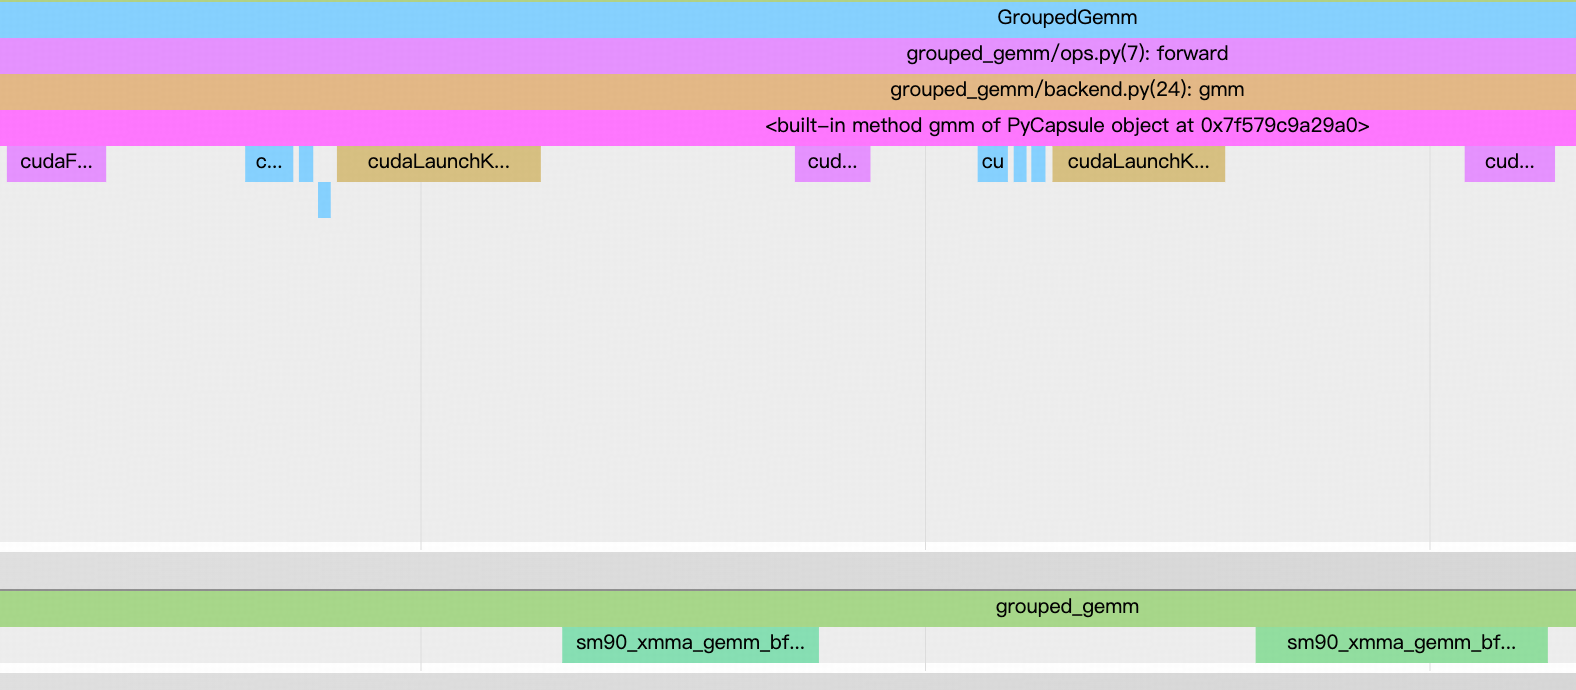 GroupedGemm
grouped_gemm/ops.py(7): forward
grouped_gemm/backend.py(24): gmm
<built-in method gmm of PyCapsule object at 0x7f579c9a29a0>
cudaF... c... cudaLaunchK... cud... cu cudaLaunchK... cud...
grouped_gemm
sm90_xmma_gemm_bf... sm90_xmma_gemm_bf...